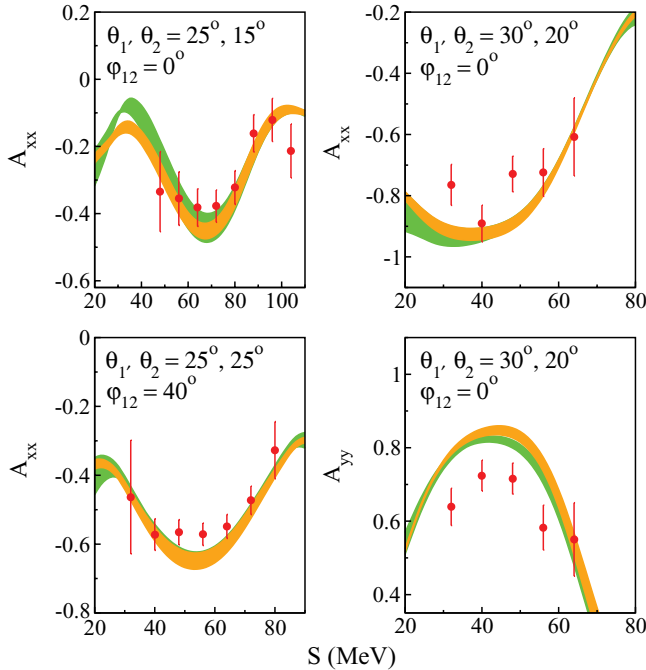 0.2
0
-0.2
-0.4
-0.6
A_xx
θ₁, θ₂ = 25°, 15°
φ₁₂ = 0°
20 40 60 80 100
-0.2
-0.4
-0.6
-0.8
-1
A_xx
θ₁, θ₂ = 30°, 20°
φ₁₂ = 0°
20 40 60 80
0
-0.2
-0.4
-0.6
-0.8
A_xx
θ₁, θ₂ = 25°, 25°
φ₁₂ = 40°
20 40 60 80
1
0.8
0.6
0.4
A_yy
θ₁, θ₂ = 30°, 20°
φ₁₂ = 0°
20 40 60 80
S (MeV)